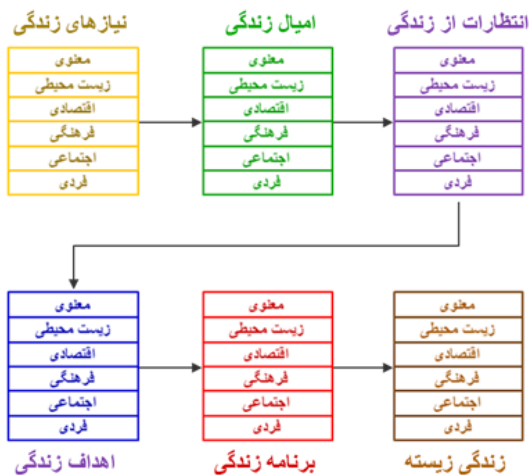 نیازهای زندگی
معنوی
زیست محیطی
اقتصادی
فرهنگی
اجتماعی
فردی
امیال زندگی
معنوی
زیست محیطی
اقتصادی
فرهنگی
اجتماعی
فردی
انتظارات از زندگی
معنوی
زیست محیطی
اقتصادی
فرهنگی
اجتماعی
فردی
معنوی
زیست محیطی
اقتصادی
فرهنگی
اجتماعی
فردی
اهداف زندگی
معنوی
زیست محیطی
اقتصادی
فرهنگی
اجتماعی
فردی
برنامه زندگی
معنوی
زیست محیطی
اقتصادی
فرهنگی
اجتماعی
فردی
زندگی زیسته